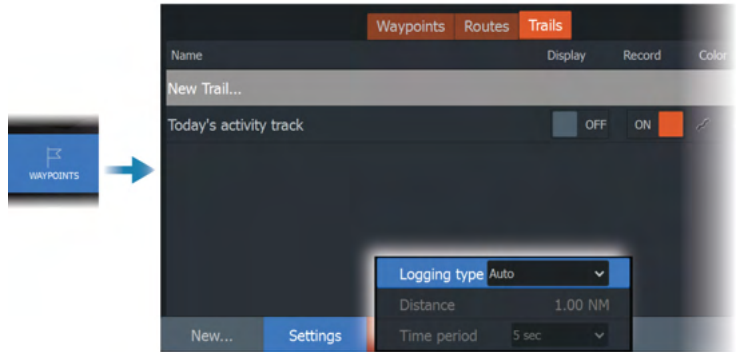 Waypoints Routes Trails
Name Display Record Color
New Trail...
Today's activity track OFF ON
WAYPOINTS
Logging type Auto
Distance 1.00 NM
New... Settings Time period 5 sec